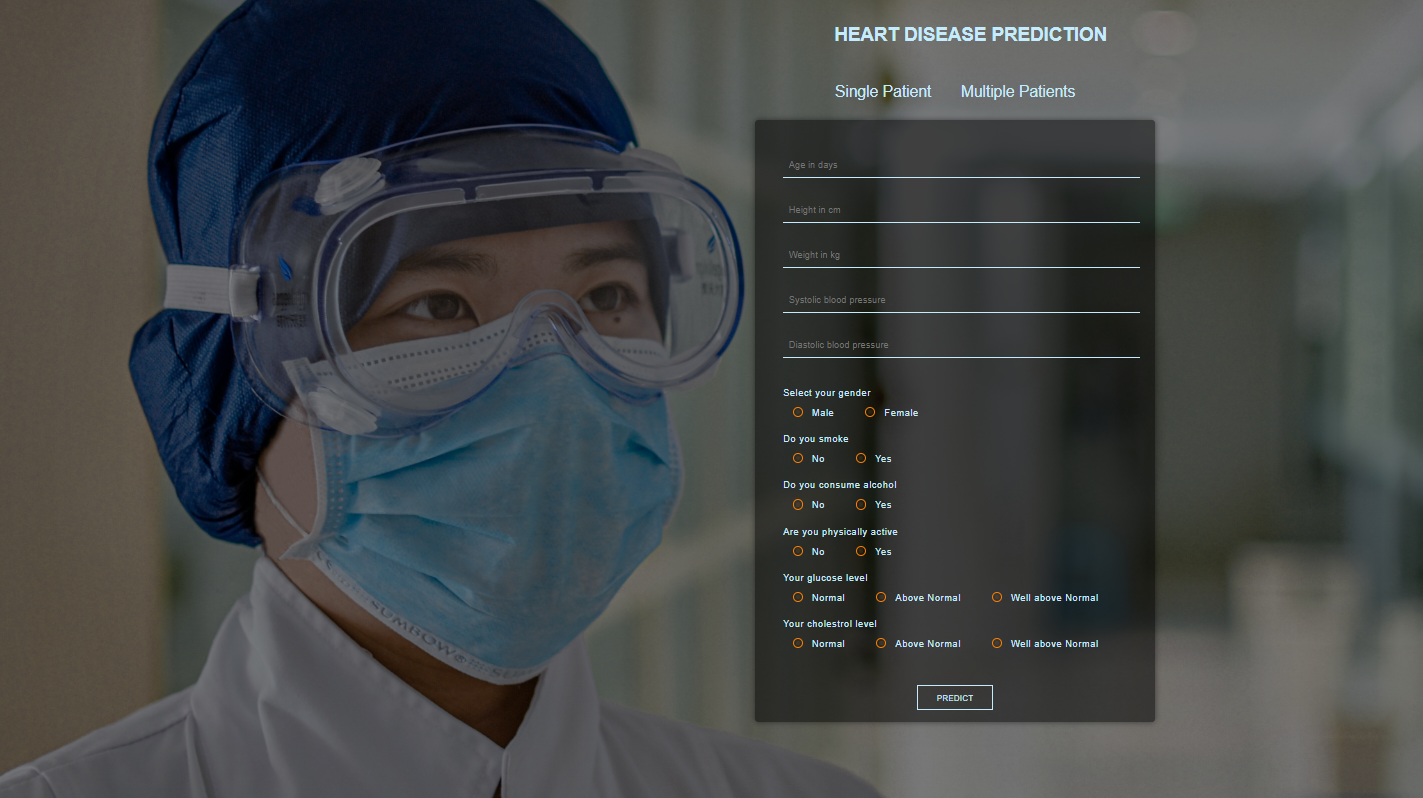 HEART DISEASE PREDICTION
Single Patient Multiple Patients
Age in days
Height in cm
Weight in kg
Systolic blood pressure
Diastolic blood pressure
Select your gender
Male Female
Do you smoke
No Yes
Do you consume alcohol
No Yes
Are you physically active
No Yes
Your glucose level
Normal Above Normal Well above Normal
Your cholestrol level
Normal Above Normal Well above Normal
PREDICT
SUMBOW